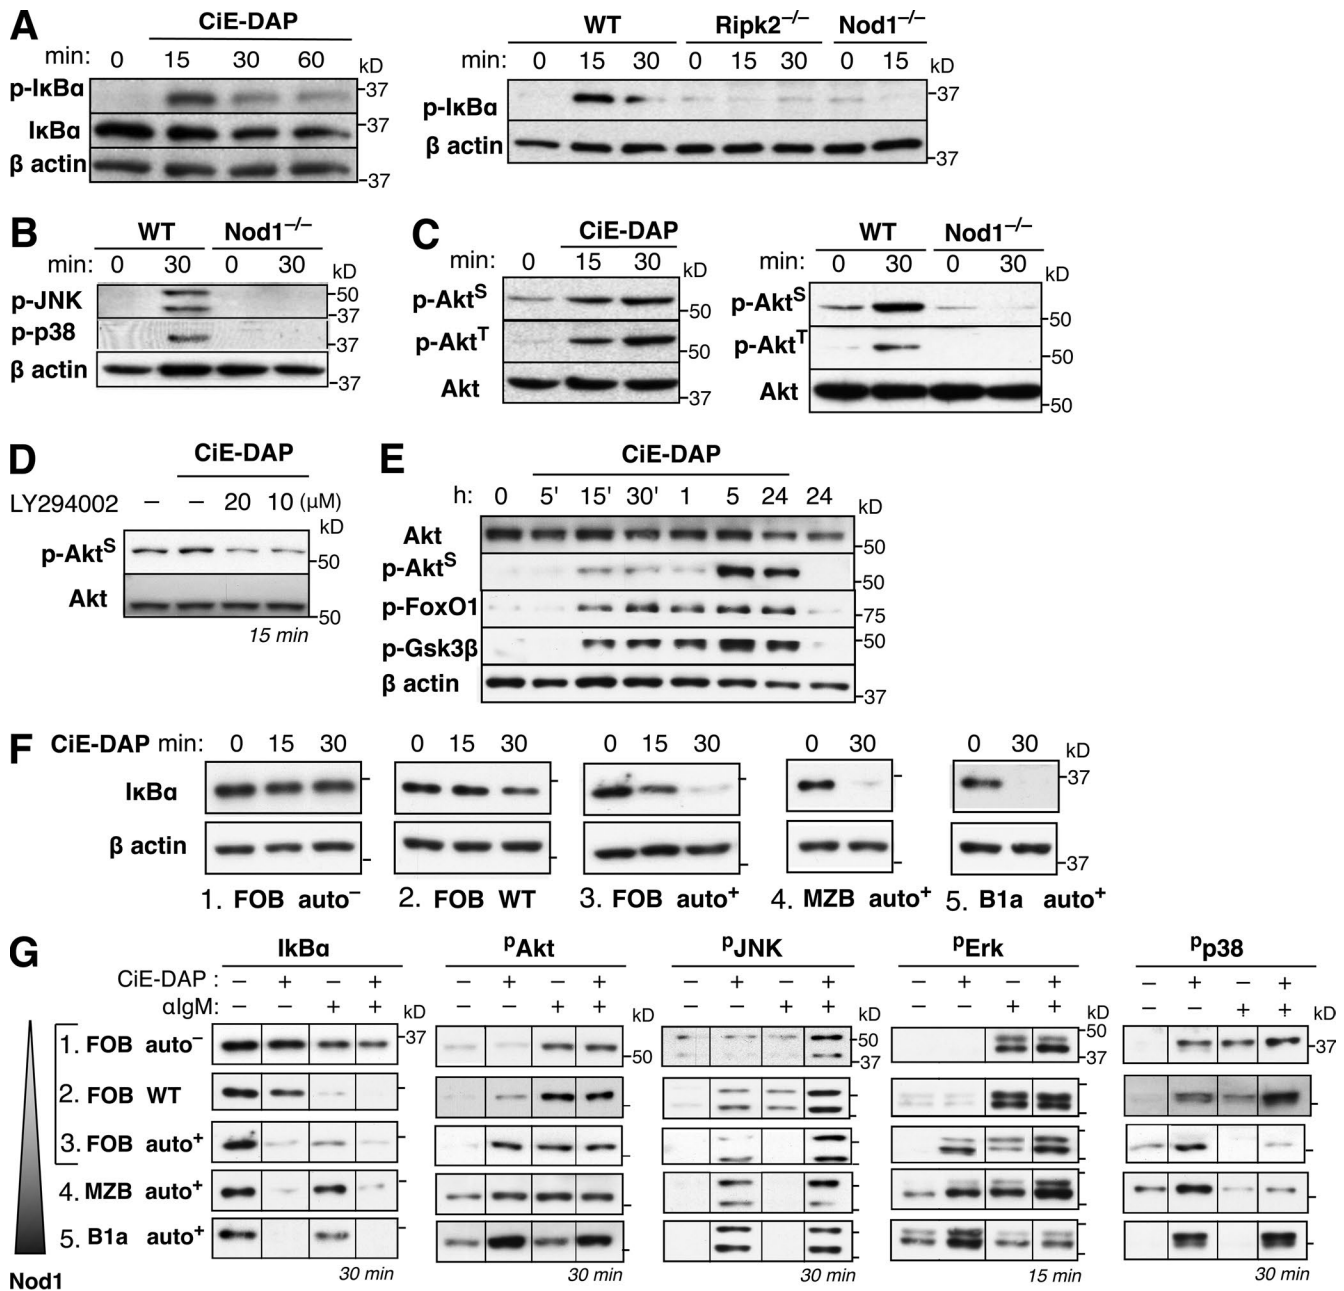 A
CiE-DAP
min: 0 15 30 60 kD
p-IκBα -37
IκBα -37
β actin -37
WT Ripk2⁻/⁻ Nod1⁻/⁻
min: 0 15 30 0 15 30 0 15 kD
p-IκBα -37
β actin -37
B
WT Nod1⁻/⁻
min: 0 30 0 30 kD
p-JNK -50
-37
p-p38 -37
β actin -37
C
CiE-DAP
min: 0 15 30 kD
p-Akt^S -50
p-Akt^T -50
Akt -37
WT Nod1⁻/⁻
min: 0 30 0 30 kD
p-Akt^S -50
p-Akt^T -50
Akt -50
D
CiE-DAP
LY294002 – – 20 10 (μM)
kD
p-Akt^S -50
Akt -50
15 min
E
CiE-DAP
h: 0 5' 15' 30' 1 5 24 24 kD
Akt -50
p-Akt^S -50
p-FoxO1 -75
p-Gsk3β -50
β actin -37
F
CiE-DAP min: 0 15 30 0 15 30 0 15 30 0 30 0 30 kD
IκBα -37
β actin -37
1. FOB auto⁻ 2. FOB WT 3. FOB auto⁺ 4. MZB auto⁺ 5. B1a auto⁺
G
IkBα ᵖAkt ᵖJNK ᵖErk ᵖp38
CiE-DAP : – + – + – + – + – + – + – + – + – + – +
αIgM: – – + + – – + + – – + + – – + + – – + +
kD kD kD kD kD
1. FOB auto⁻ -37 -50 -50 -37 -50 -37 -37
2. FOB WT
3. FOB auto⁺
4. MZB auto⁺
5. B1a auto⁺
Nod1 30 min 30 min 30 min 15 min 30 min